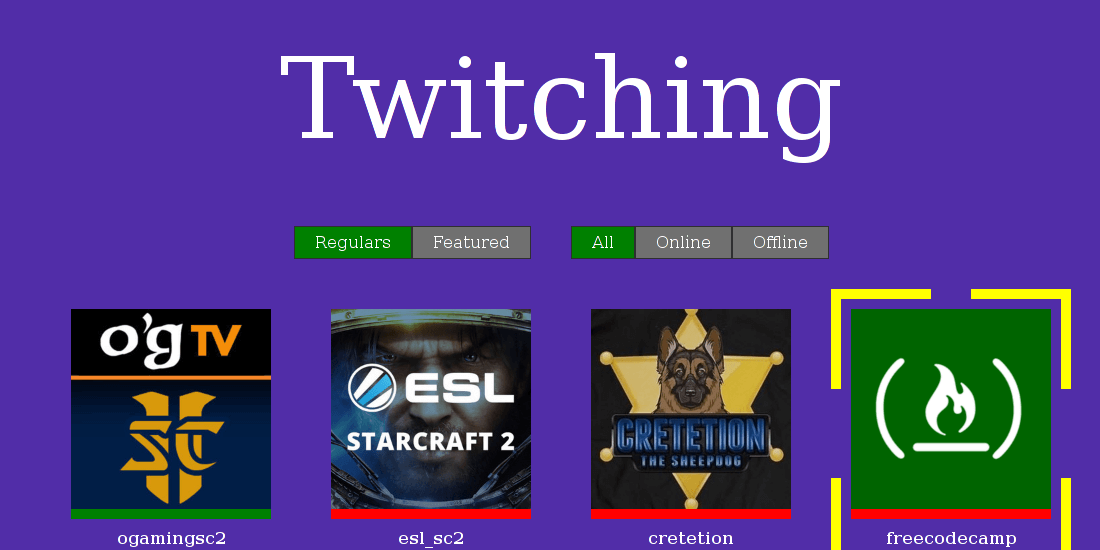 Twitching
Regulars Featured All Online Offline
o'g TV
SC
ESL
STARCRAFT 2
CRETETION
THE SHEEPDOG
ogamingsc2 esl_sc2 cretetion freecodecamp